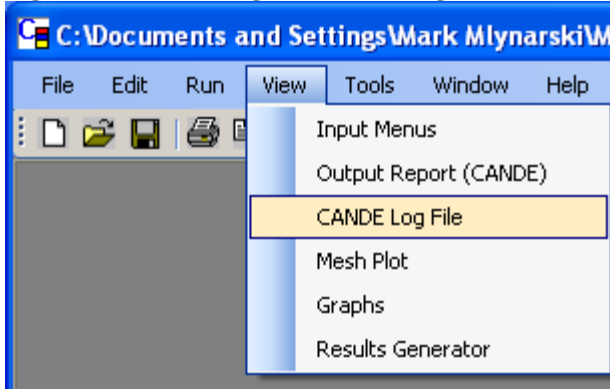 C:\Documents and Settings\Mark Mlynarski\M
File Edit Run View Tools Window Help
Input Menus
Output Report (CANDE)
CANDE Log File
Mesh Plot
Graphs
Results Generator